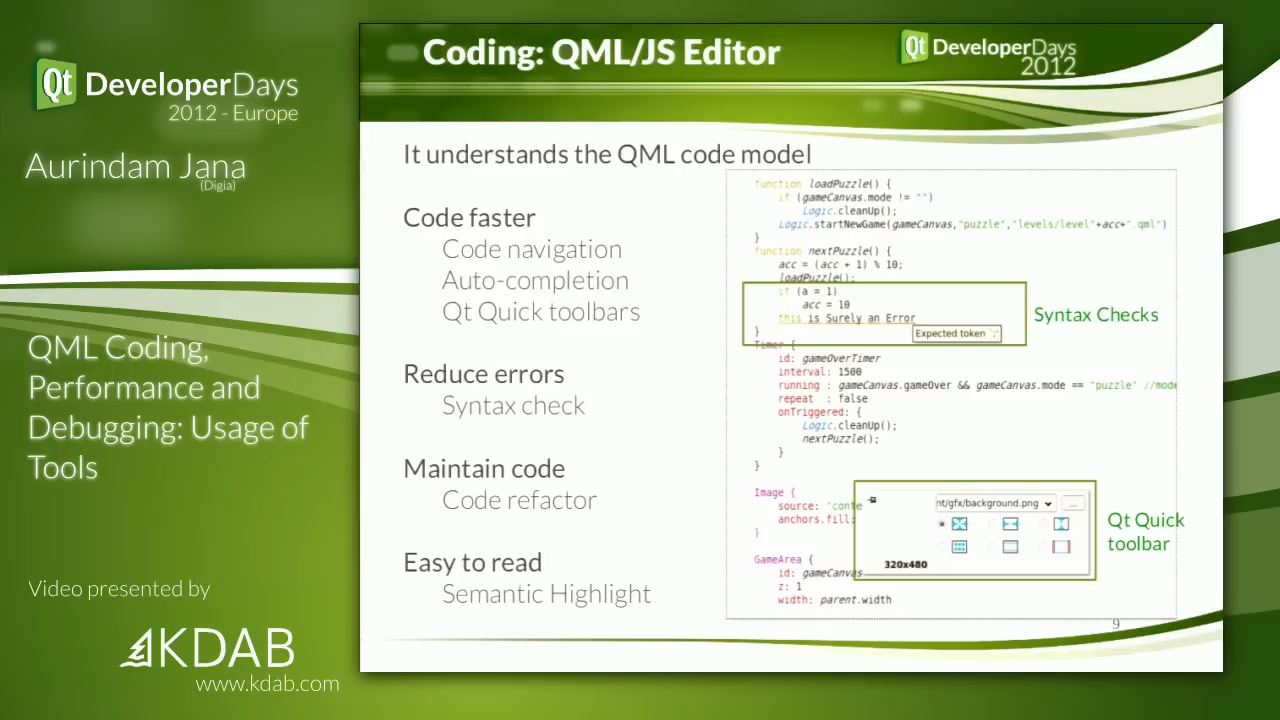 Qt DeveloperDays
2012 - Europe
Aurindam Jana
(Digia)
QML Coding,
Performance and
Debugging: Usage of
Tools
Video presented by
KDAB
www.kdab.com
Coding: QML/JS Editor
Qt DeveloperDays
2012
It understands the QML code model
Code faster
Code navigation
Auto-completion
Qt Quick toolbars
Reduce errors
Syntax check
Maintain code
Code refactor
Easy to read
Semantic Highlight
function loadPuzzle() {
if (gameCanvas.mode != "")
Logic.cleanUp();
Logic.startNewGame(gameCanvas,"puzzle","levels/level"+acc+".qml")
}
function nextPuzzle() {
acc = (acc + 1) % 10;
loadPuzzle();
if (a = 1)
acc = 10
this is Surely an Error
}
Expected token `;'
Syntax Checks
Timer {
id: gameOverTimer
interval: 1500
running : gameCanvas.gameOver && gameCanvas.mode == "puzzle" //mode
repeat : false
onTriggered: {
Logic.cleanUp();
nextPuzzle();
}
}
Image {
source: "conte
anchors.fill:
}
nt/gfx/background.png
...
320x480
Qt Quick
toolbar
GameArea {
id: gameCanvas
z: 1
width: parent.width
9